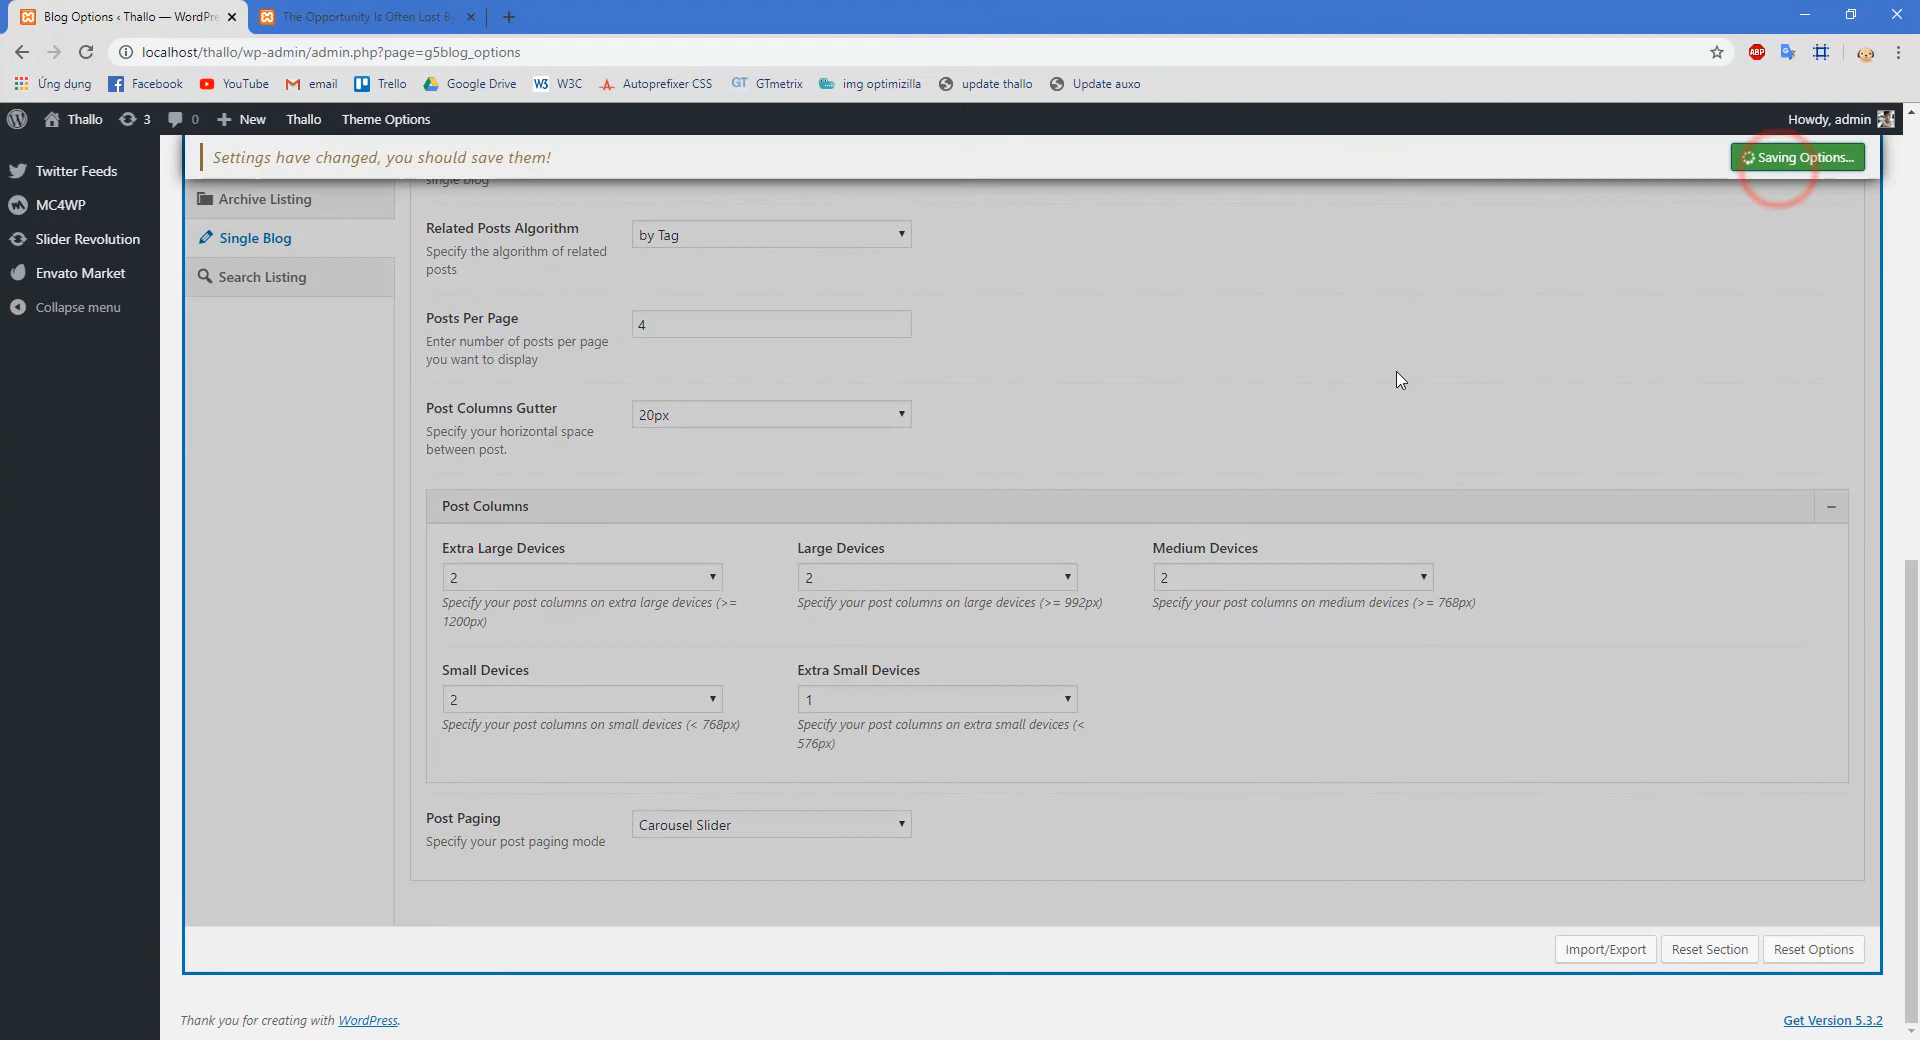 Blog Options ‹ Thallo — WordPre
The Opportunity Is Often Lost B
localhost/thallo/wp-admin/admin.php?page=g5blog_options
ABP
Ứng dụng Facebook YouTube email Trello Google Drive W3C Autoprefixer CSS GT GTmetrix img optimizilla update thallo Update auxo
Thallo 3 0 New Thallo Theme Options Howdy, admin
Twitter Feeds
MC4WP
Slider Revolution
Envato Market
Collapse menu
Settings have changed, you should save them!
Saving Options...
single blog
Archive Listing
Single Blog
Search Listing
Related Posts Algorithm
Specify the algorithm of related
posts
by Tag
Posts Per Page
Enter number of posts per page
you want to display
4
Post Columns Gutter
Specify your horizontal space
between post.
20px
Post Columns
Extra Large Devices
2
Specify your post columns on extra large devices (>=
1200px)
Large Devices
2
Specify your post columns on large devices (>= 992px)
Medium Devices
2
Specify your post columns on medium devices (>= 768px)
Small Devices
2
Specify your post columns on small devices (< 768px)
Extra Small Devices
1
Specify your post columns on extra small devices (<
576px)
Post Paging
Specify your post paging mode
Carousel Slider
Import/Export
Reset Section
Reset Options
Thank you for creating with WordPress.
Get Version 5.3.2